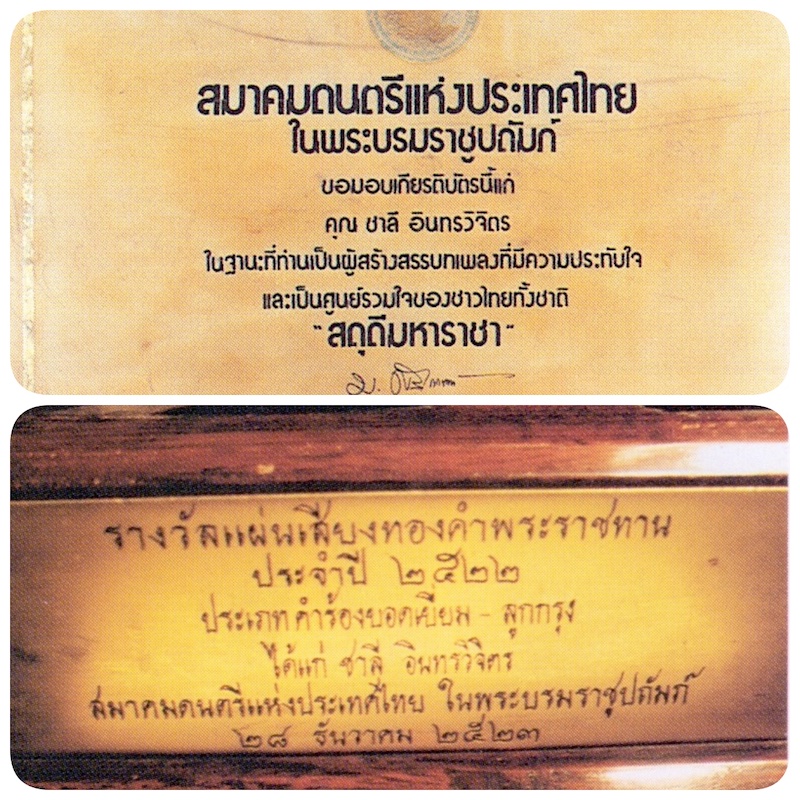 สมาคมดนตรีแห่งประเทศไทย
ในพระบรมราชูปถัมภ์
ขอมอบเกียรติบัตรนี้แก่
คุณ ชาลี อินทรวิจิตร
ในฐานะที่ท่านเป็นผู้สร้างสรรบทเพลงที่มีความประทับใจ
และเป็นศูนย์รวมใจของชาวไทยทั้งชาติ
"สดุดีมหาราชา"
รางวัลแผ่นเสียงทองคำพระราชทาน
ประจำปี ๒๕๒๒
ประเภทคำร้องยอดเยี่ยม - ลูกกรุง
ได้แก่ ชาลี อินทรวิจิตร
สมาคมดนตรีแห่งประเทศไทย ในพระบรมราชูปถัมภ์
๒๘ ธันวาคม ๒๕๒๓